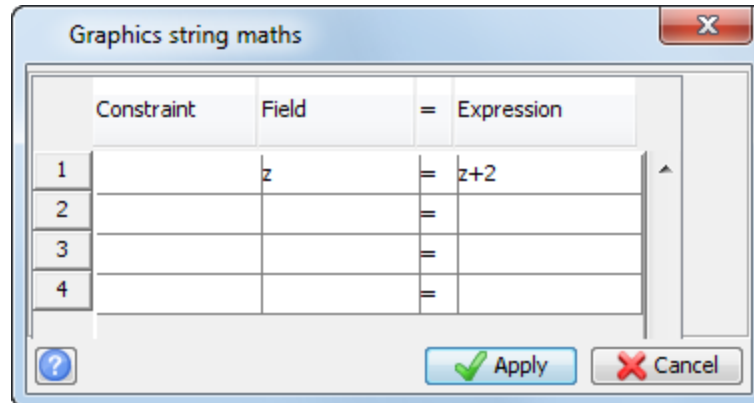 Graphics string maths
Constraint Field = Expression
1 z = z+2
2 =
3 =
4 =
? Apply Cancel